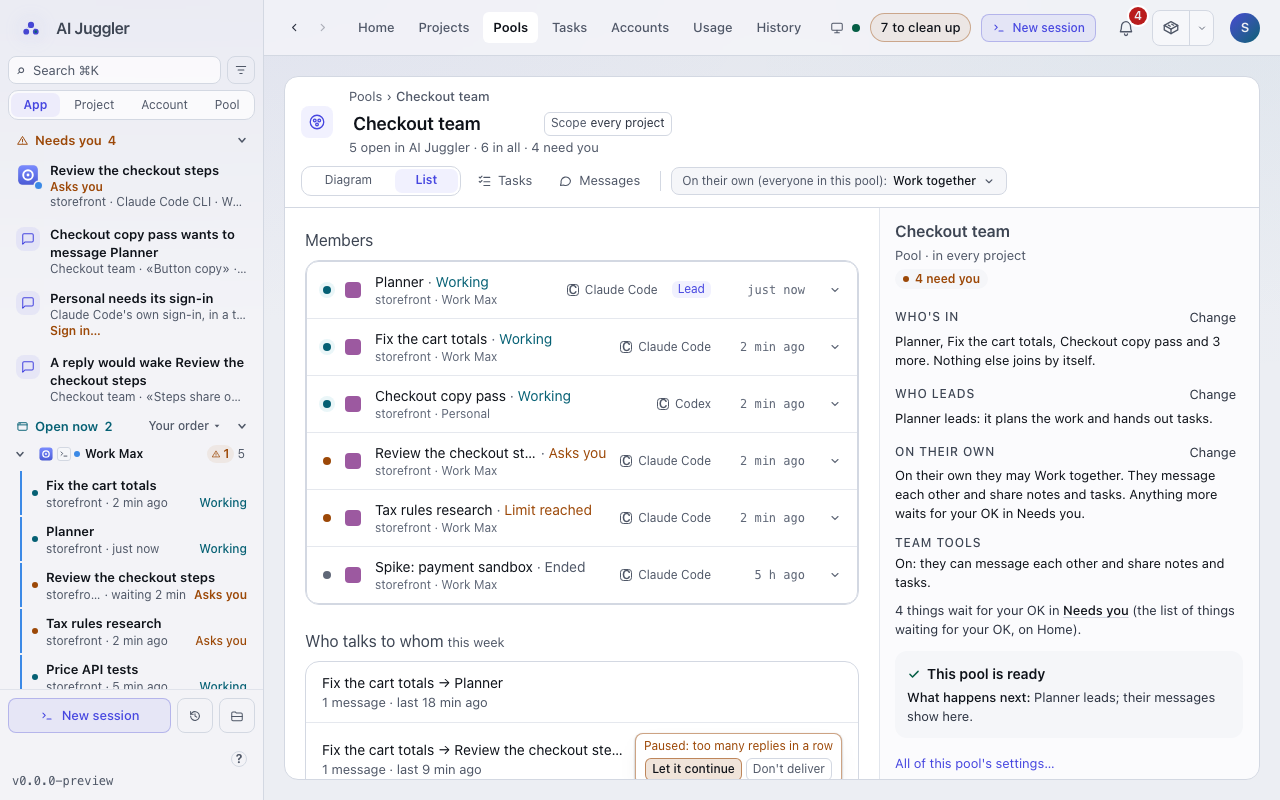 AI Juggler
Search ⌘K
App Project Account Pool
Needs you 4
Review the checkout steps
Asks you
storefront · Claude Code CLI · W…
Checkout copy pass wants to
message Planner
Checkout team · «Button copy» ·…
Personal needs its sign-in
Claude Code's own sign-in, in a t…
Sign in…
A reply would wake Review the
checkout steps
Checkout team · «Steps share o…
Open now 2 Your order
Work Max 1 5
Fix the cart totals
storefront · 2 min ago Working
Planner
storefront · just now Working
Review the checkout steps
storefro… · waiting 2 min Asks you
Tax rules research
storefront · 2 min ago Asks you
Price API tests
storefront · 5 min ago Working
New session
?
v0.0.0-preview
Home Projects Pools Tasks Accounts Usage History 7 to clean up New session 4 S
Pools › Checkout team
Checkout team Scope every project
5 open in AI Juggler · 6 in all · 4 need you
Diagram List Tasks Messages On their own (everyone in this pool): Work together
Members
Planner · Working Claude Code Lead just now
storefront · Work Max
Fix the cart totals · Working Claude Code 2 min ago
storefront · Work Max
Checkout copy pass · Working Codex 2 min ago
storefront · Personal
Review the checkout st… · Asks you Claude Code 2 min ago
storefront · Work Max
Tax rules research · Limit reached Claude Code 2 min ago
storefront · Work Max
Spike: payment sandbox · Ended Claude Code 5 h ago
storefront · Work Max
Who talks to whom this week
Fix the cart totals → Planner
1 message · last 18 min ago
Fix the cart totals → Review the checkout ste…
1 message · last 9 min ago
Paused: too many replies in a row
Let it continue Don't deliver
Checkout team
Pool · in every project
4 need you
WHO'S IN Change
Planner, Fix the cart totals, Checkout copy pass and 3
more. Nothing else joins by itself.
WHO LEADS Change
Planner leads: it plans the work and hands out tasks.
ON THEIR OWN Change
On their own they may Work together. They message
each other and share notes and tasks. Anything more
waits for your OK in Needs you.
TEAM TOOLS
On: they can message each other and share notes and
tasks.
4 things wait for your OK in Needs you (the list of things
waiting for your OK, on Home).
This pool is ready
What happens next: Planner leads; their messages
show here.
All of this pool's settings…